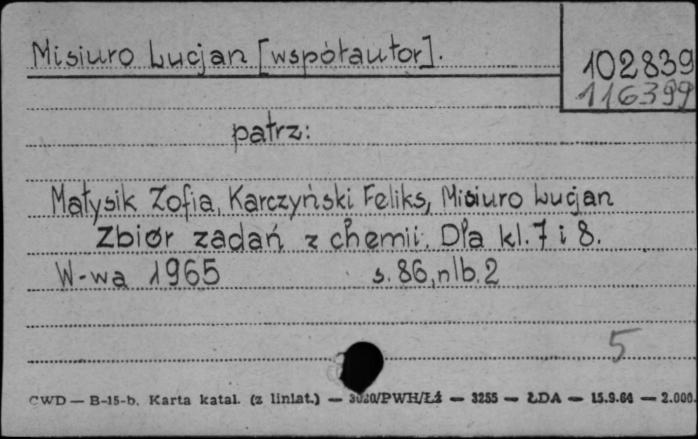 Misiuro Lucjan [współautor].
102839
116399
patrz:
Małysik Zofia, Karczyński Feliks, Misiuro Lucjan
Zbiór zadań z chemii. Dla kl. 7 i 8.
W-wa 1965 s. 86, nlb. 2
5
CWD — B-15-b. Karta katal. (z liniat.) — 3020/PWH/Łź — 3255 — ŁDA — 15.9.64 — 2.000.